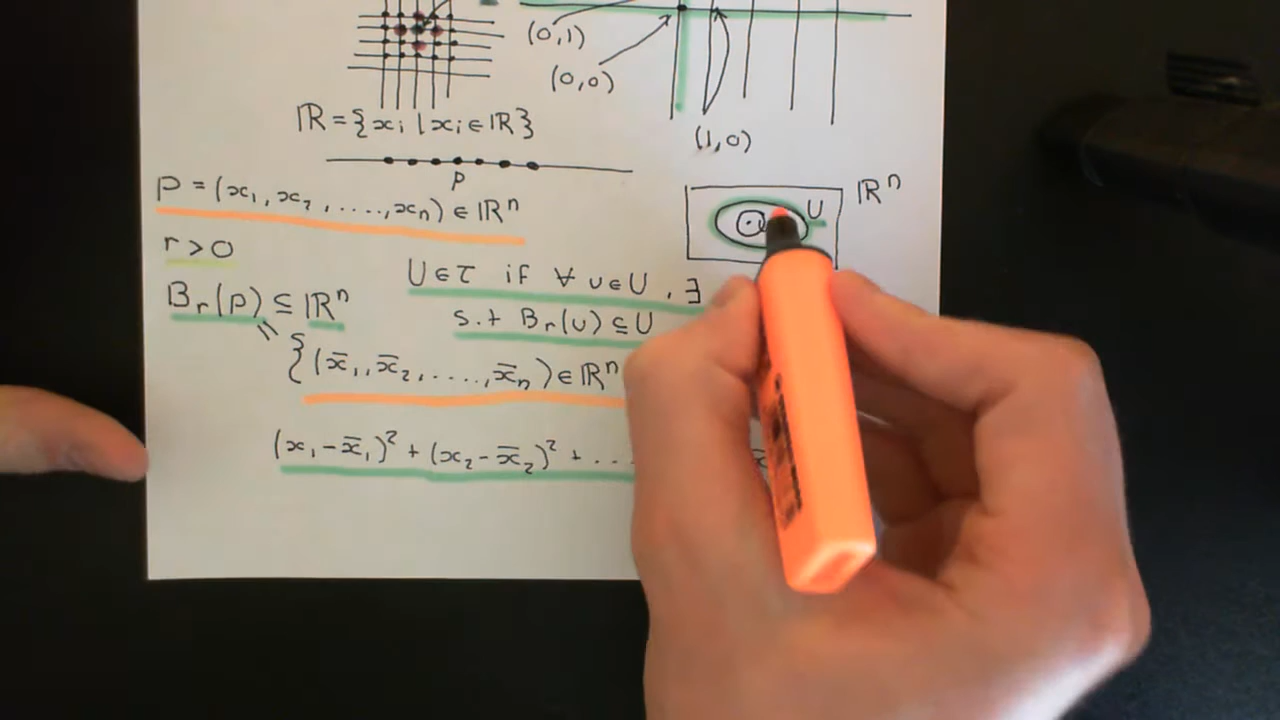 (0,1)
(0,0)
(1,0)
ℝ = {xᵢ | xᵢ ∈ ℝ}
p
p = (x₁, x₂, ....., xₙ) ∈ ℝⁿ
ℝⁿ
U
r > 0
U ∈ τ if ∀ u ∈ U, ∃
Bᵣ(p) ⊆ ℝⁿ
s.t Bᵣ(u) ⊆ U
{(x̄₁, x̄₂, ....., x̄ₙ) ∈ ℝⁿ
(x₁ - x̄₁)² + (x₂ - x̄₂)² + ...